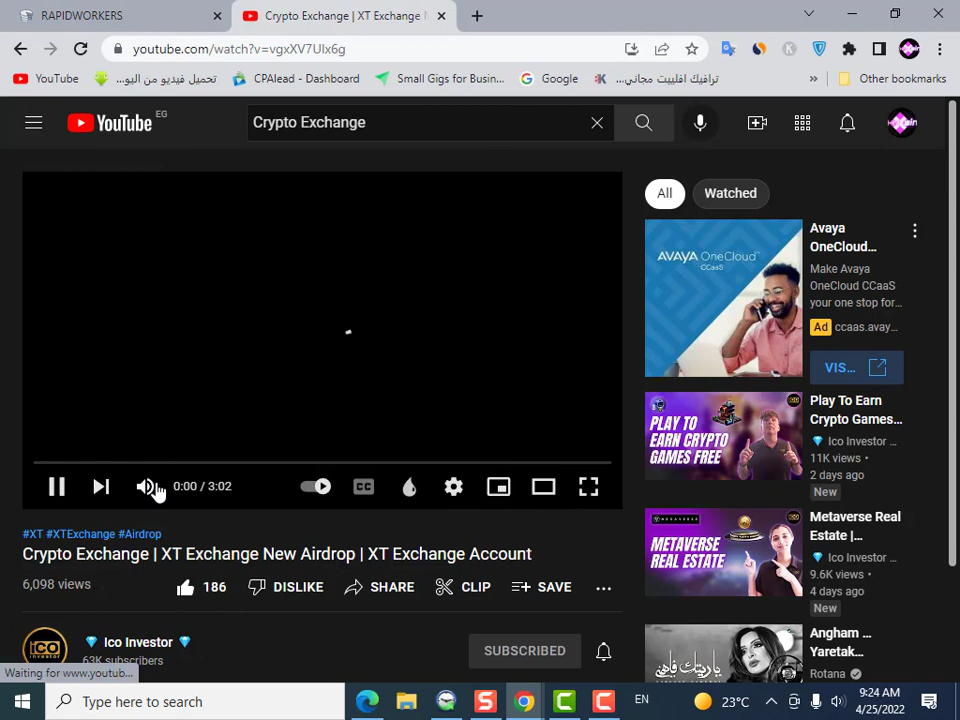 RAPIDWORKERS
Crypto Exchange | XT Exchange N
youtube.com/watch?v=vgxXV7UIx6g
YouTube
تحميل فيديو من اليو...
CPAlead - Dashboard
Small Gigs for Busin...
Google
ترافيك افلييت مجاني...
»
Other bookmarks
YouTube EG
Crypto Exchange
All
Watched
AVAYA ONECLOUD™
CCaaS
Avaya
OneCloud...
Make Avaya
OneCloud CCaaS
your one stop for...
Ad ccaas.avay...
VIS...
PLAY TO
EARN CRYPTO
GAMES FREE
Play To Earn
Crypto Games...
Ico Investor ...
11K views •
2 days ago
New
METAVERSE
METAVERSE
REAL ESTATE
Metaverse Real
Estate |...
Ico Investor ...
9.6K views •
4 days ago
New
Angham ...
Yaretak...
Rotana
0:00 / 3:02
CC
#XT #XTExchange #Airdrop
Crypto Exchange | XT Exchange New Airdrop | XT Exchange Account
6,098 views
186
DISLIKE
SHARE
CLIP
SAVE
ICO
Ico Investor
63K subscribers
SUBSCRIBED
Waiting for www.youtub...
Type here to search
EN
23°C
9:24 AM
4/25/2022